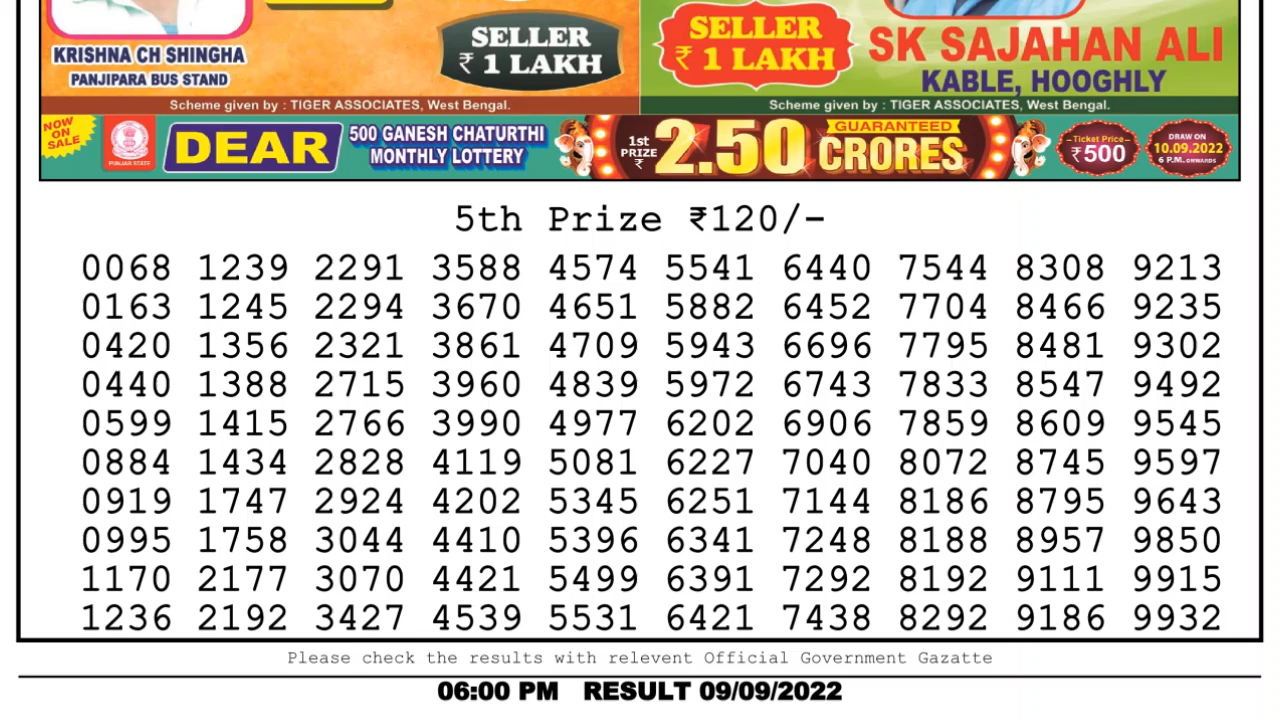 KRISHNA CH SHINGHA
PANJIPARA BUS STAND
SELLER
₹ 1 LAKH
SELLER
₹ 1 LAKH
SK SAJAHAN ALI
KABLE, HOOGHLY
Scheme given by : TIGER ASSOCIATES, West Bengal.
Scheme given by : TIGER ASSOCIATES, West Bengal.
NOW
ON
SALE
PUNJAB STATE
DEAR
500 GANESH CHATURTHI
MONTHLY LOTTERY
1st
PRIZE
₹
2.50
GUARANTEED
CRORES
Ticket Price
₹500
DRAW ON
10.09.2022
6 P.M. ONWARDS
5th Prize ₹120/-
0068 1239 2291 3588 4574 5541 6440 7544 8308 9213
0163 1245 2294 3670 4651 5882 6452 7704 8466 9235
0420 1356 2321 3861 4709 5943 6696 7795 8481 9302
0440 1388 2715 3960 4839 5972 6743 7833 8547 9492
0599 1415 2766 3990 4977 6202 6906 7859 8609 9545
0884 1434 2828 4119 5081 6227 7040 8072 8745 9597
0919 1747 2924 4202 5345 6251 7144 8186 8795 9643
0995 1758 3044 4410 5396 6341 7248 8188 8957 9850
1170 2177 3070 4421 5499 6391 7292 8192 9111 9915
1236 2192 3427 4539 5531 6421 7438 8292 9186 9932
Please check the results with relevent Official Government Gazatte
06:00 PM RESULT 09/09/2022